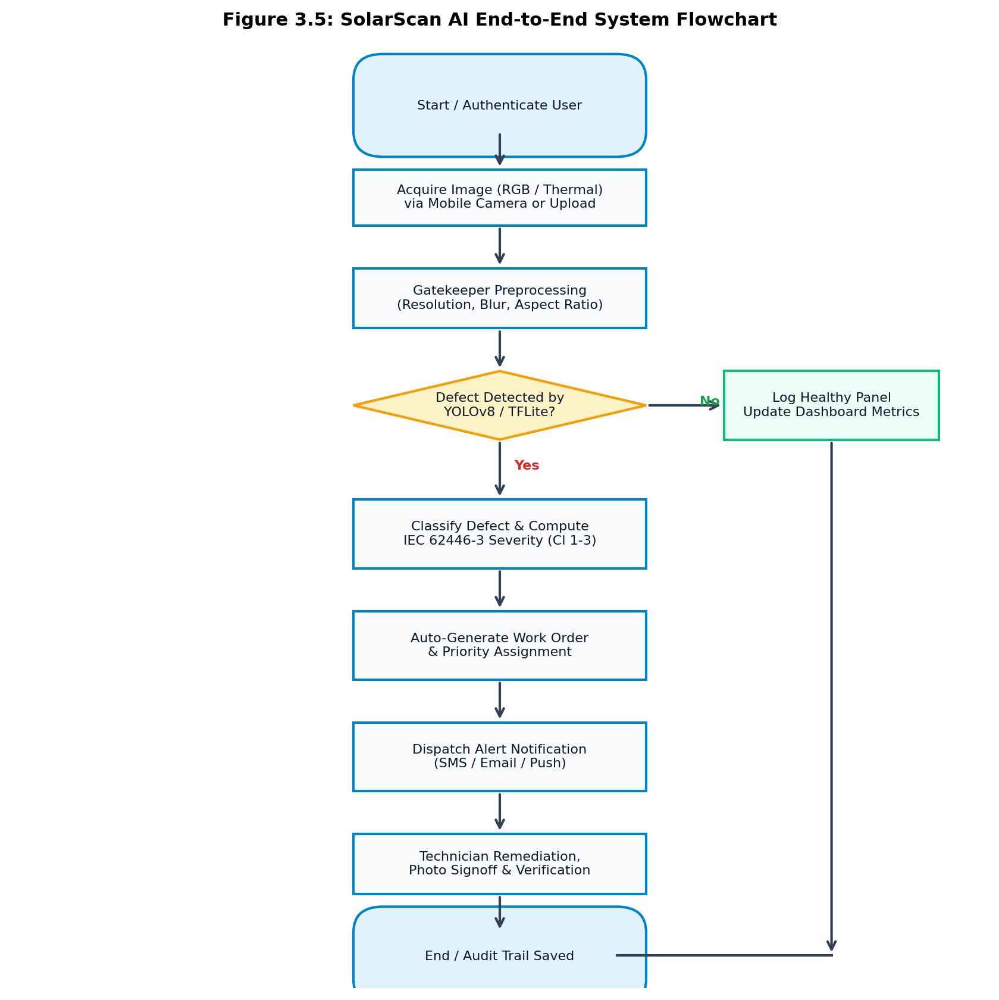 Figure 3.5: SolarScan AI End-to-End System Flowchart
Start / Authenticate User
Acquire Image (RGB / Thermal)
via Mobile Camera or Upload
Gatekeeper Preprocessing
(Resolution, Blur, Aspect Ratio)
Defect Detected by
YOLOv8 / TFLite?
No
Log Healthy Panel
Update Dashboard Metrics
Yes
Classify Defect & Compute
IEC 62446-3 Severity (Cl 1-3)
Auto-Generate Work Order
& Priority Assignment
Dispatch Alert Notification
(SMS / Email / Push)
Technician Remediation,
Photo Signoff & Verification
End / Audit Trail Saved